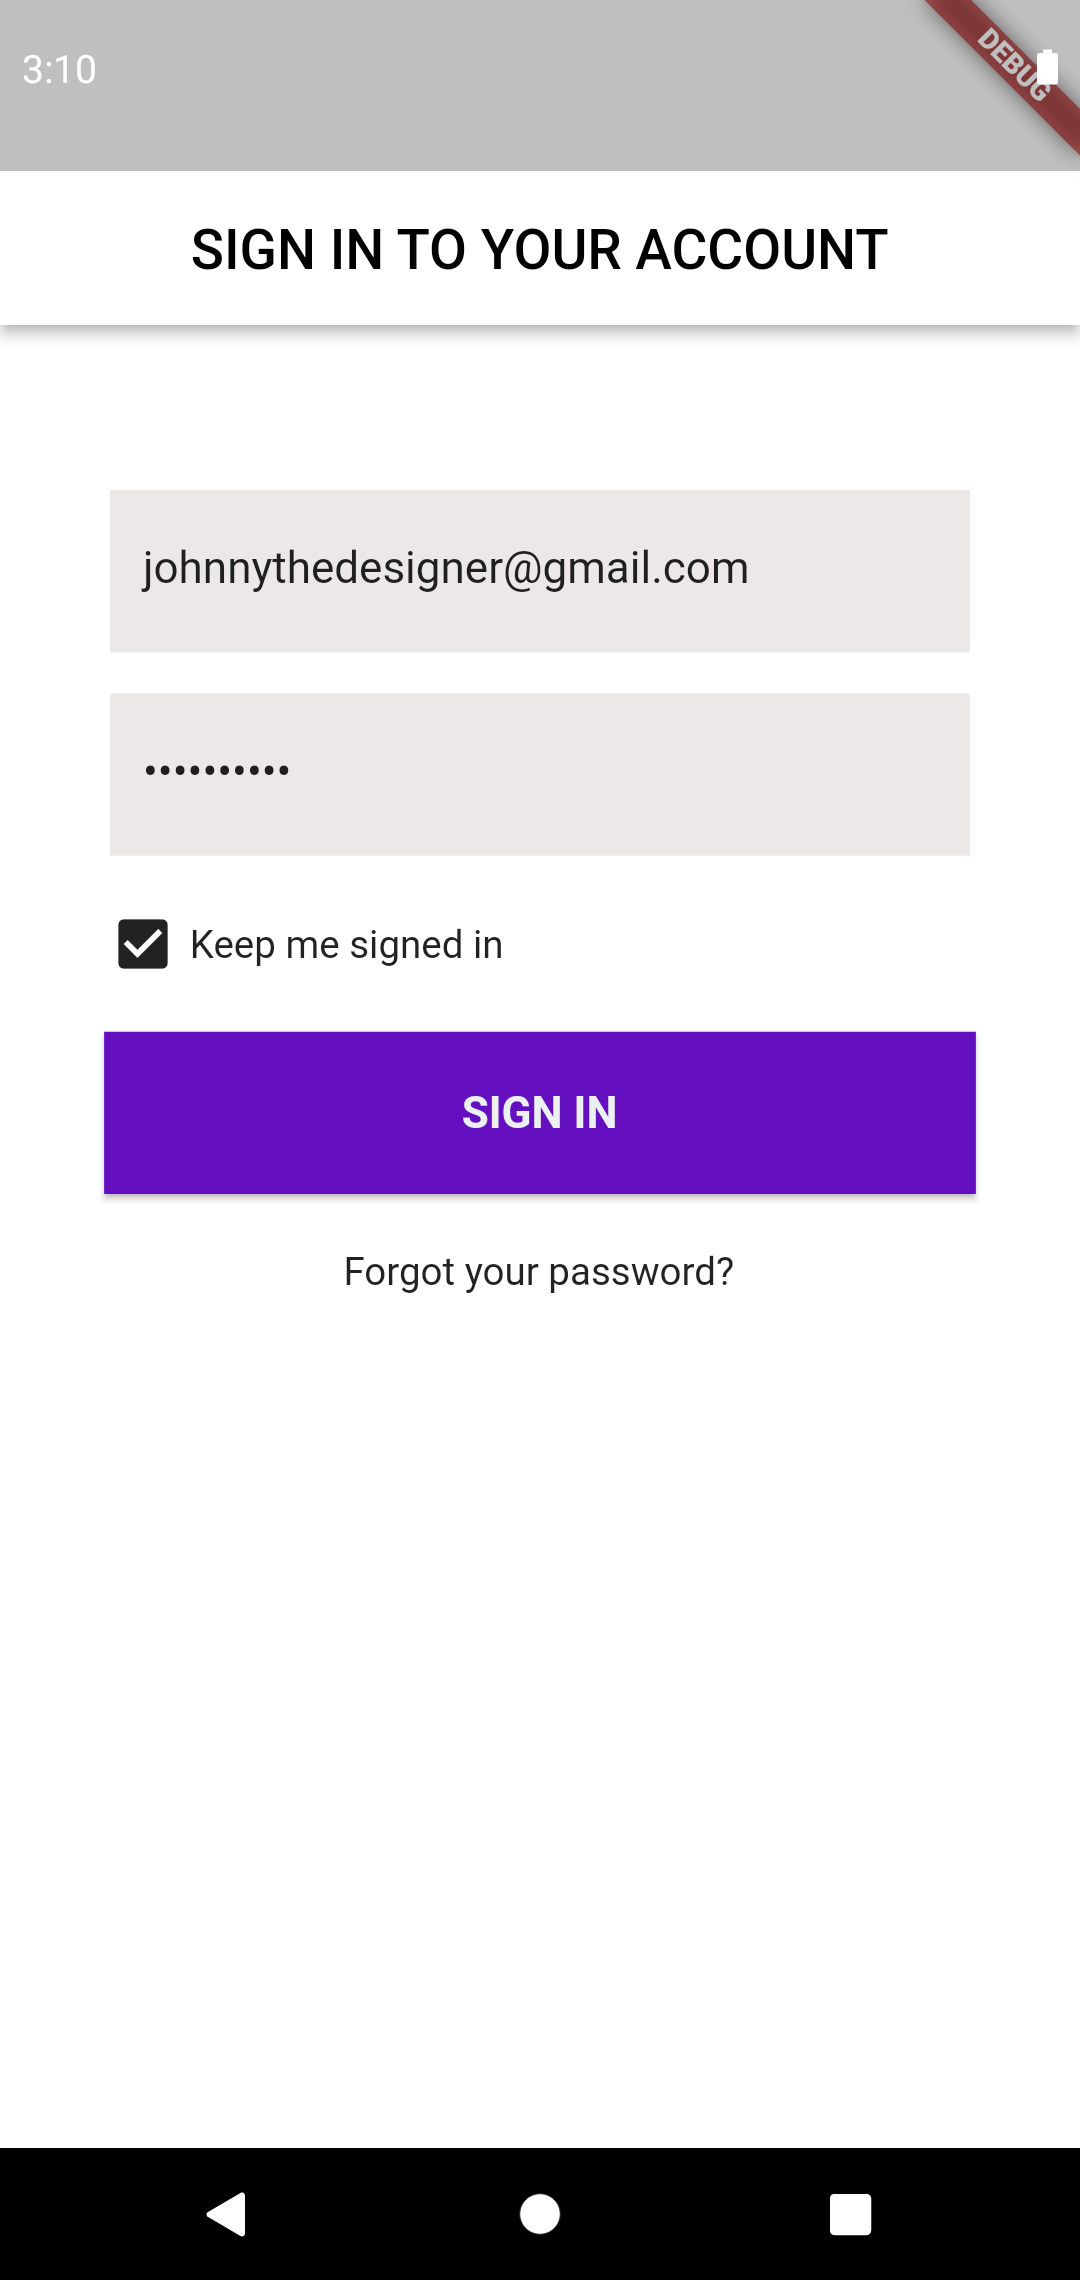 3:10
DEBUG
SIGN IN TO YOUR ACCOUNT
johnnythedesigner@gmail.com
••••••••••
Keep me signed in
SIGN IN
Forgot your password?